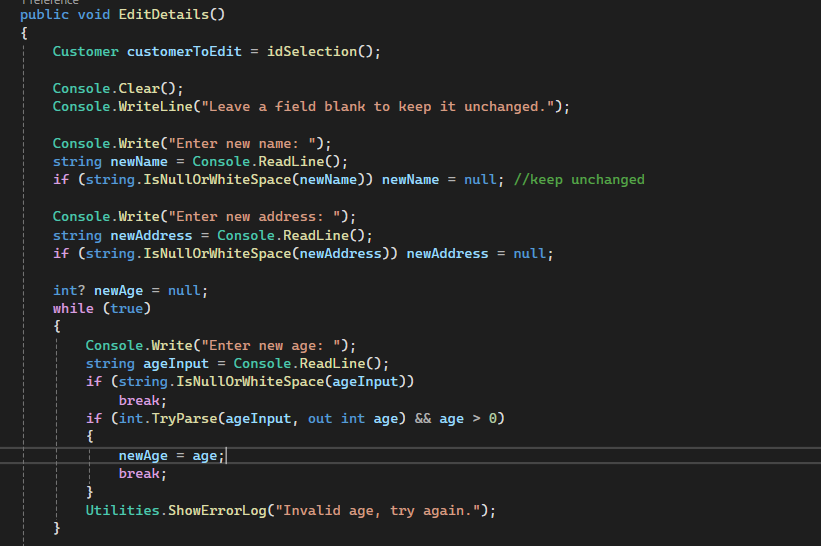 1 reference
public void EditDetails()
{
Customer customerToEdit = idSelection();
Console.Clear();
Console.WriteLine("Leave a field blank to keep it unchanged.");
Console.Write("Enter new name: ");
string newName = Console.ReadLine();
if (string.IsNullOrWhiteSpace(newName)) newName = null; //keep unchanged
Console.Write("Enter new address: ");
string newAddress = Console.ReadLine();
if (string.IsNullOrWhiteSpace(newAddress)) newAddress = null;
int? newAge = null;
while (true)
{
Console.Write("Enter new age: ");
string ageInput = Console.ReadLine();
if (string.IsNullOrWhiteSpace(ageInput))
break;
if (int.TryParse(ageInput, out int age) && age > 0)
{
newAge = age;
break;
}
Utilities.ShowErrorLog("Invalid age, try again.");
}